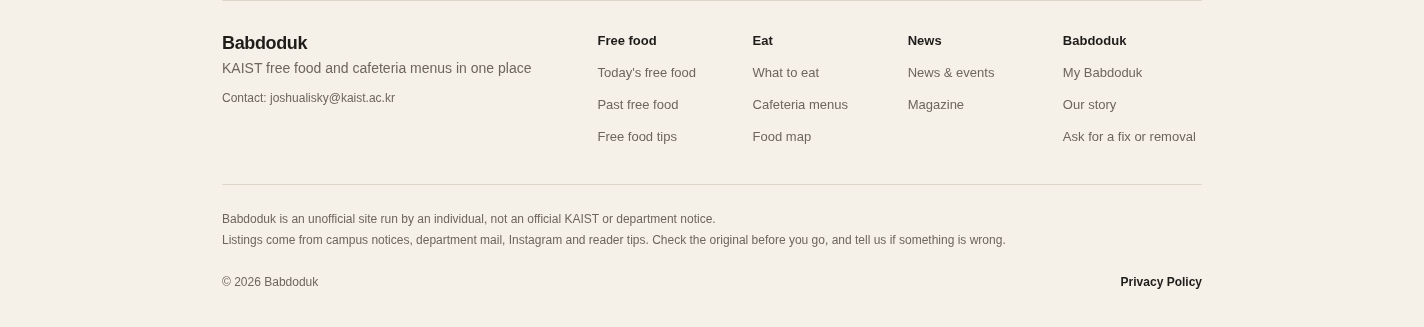 Babdoduk
KAIST free food and cafeteria menus in one place
Contact: joshualisky@kaist.ac.kr
Free food
Today's free food
Past free food
Free food tips
Eat
What to eat
Cafeteria menus
Food map
News
News & events
Magazine
Babdoduk
My Babdoduk
Our story
Ask for a fix or removal
Babdoduk is an unofficial site run by an individual, not an official KAIST or department notice.
Listings come from campus notices, department mail, Instagram and reader tips. Check the original before you go, and tell us if something is wrong.
© 2026 Babdoduk
Privacy Policy